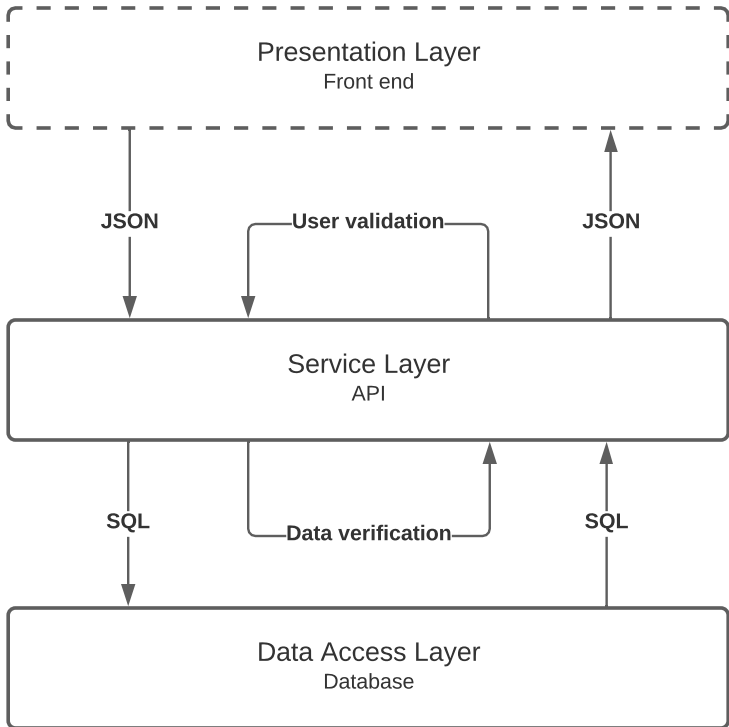 Presentation Layer
Front end
JSON
User validation
JSON
Service Layer
API
SQL
Data verification
SQL
Data Access Layer
Database